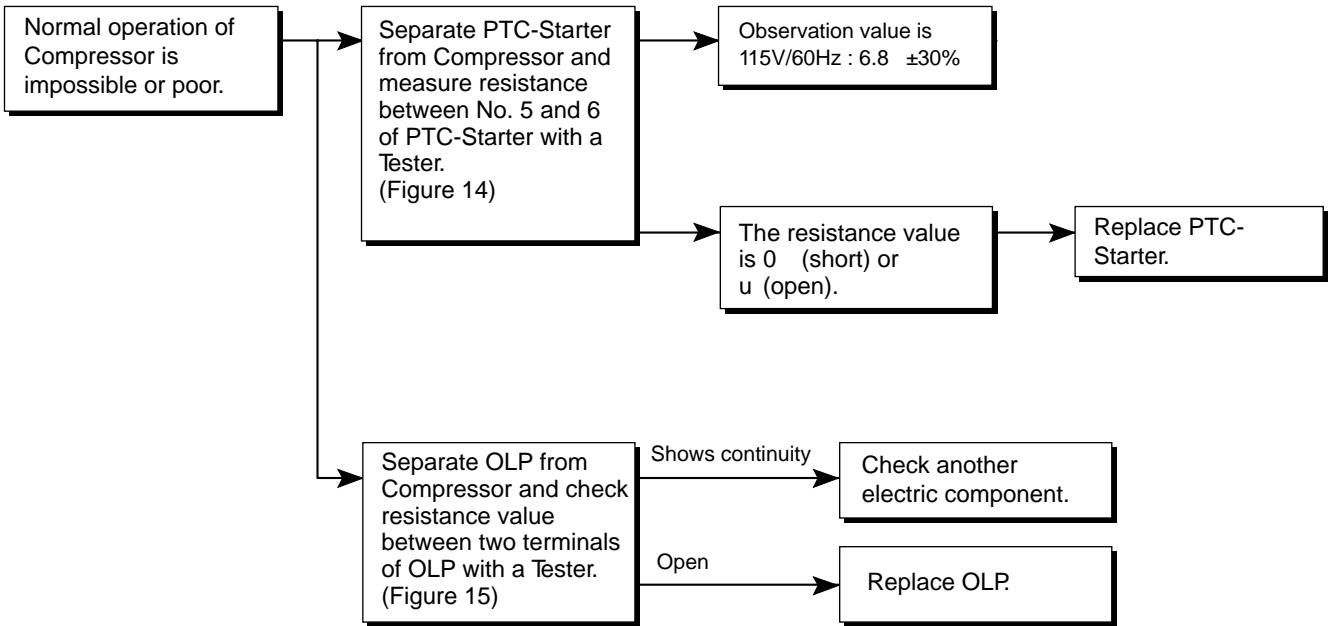 Normal operation of
Compressor is
impossible or poor.
Separate PTC-Starter
from Compressor and
measure resistance
between No. 5 and 6
of PTC-Starter with a
Tester.
(Figure 14)
Observation value is
115V/60Hz : 6.8 ±30%
The resistance value
is 0 (short) or
u (open).
Replace PTC-
Starter.
Separate OLP from
Compressor and check
resistance value
between two terminals
of OLP with a Tester.
(Figure 15)
Shows continuity
Check another
electric component.
Open
Replace OLP.